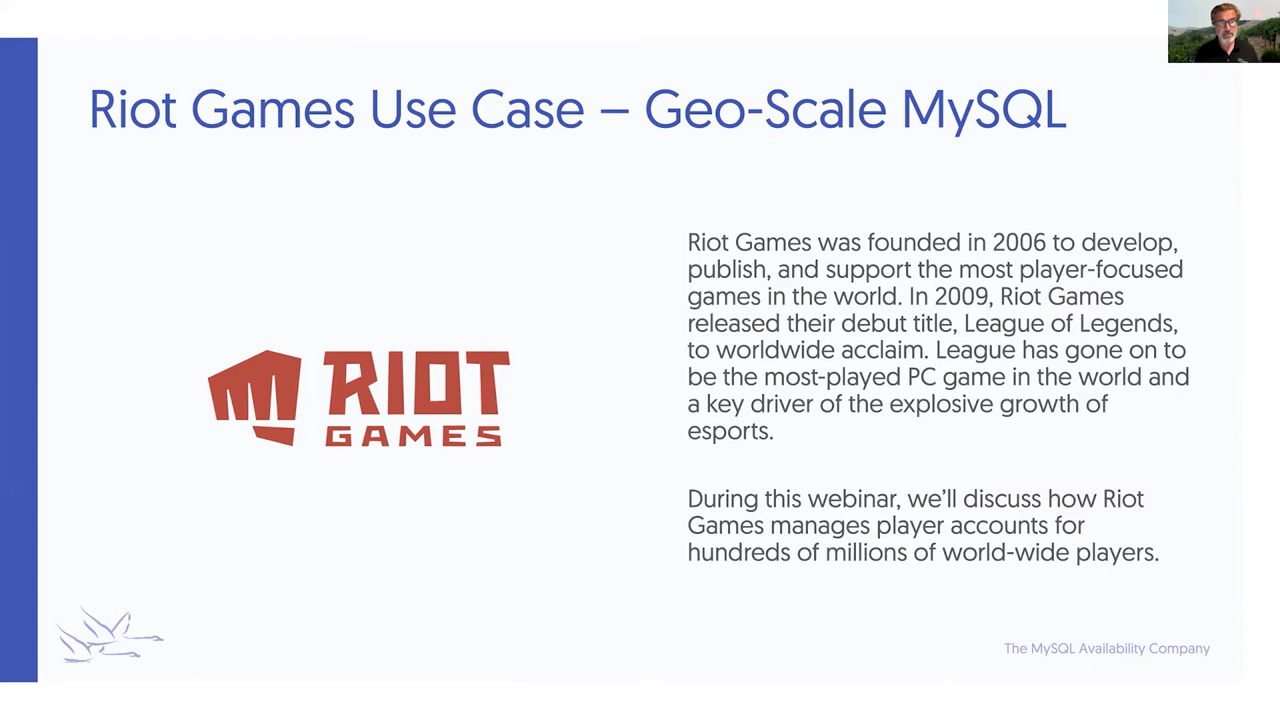 Riot Games Use Case – Geo-Scale MySQL
RIOT
GAMES
Riot Games was founded in 2006 to develop,
publish, and support the most player-focused
games in the world. In 2009, Riot Games
released their debut title, League of Legends,
to worldwide acclaim. League has gone on to
be the most-played PC game in the world and
a key driver of the explosive growth of
esports.
During this webinar, we’ll discuss how Riot
Games manages player accounts for
hundreds of millions of world-wide players.
The MySQL Availability Company